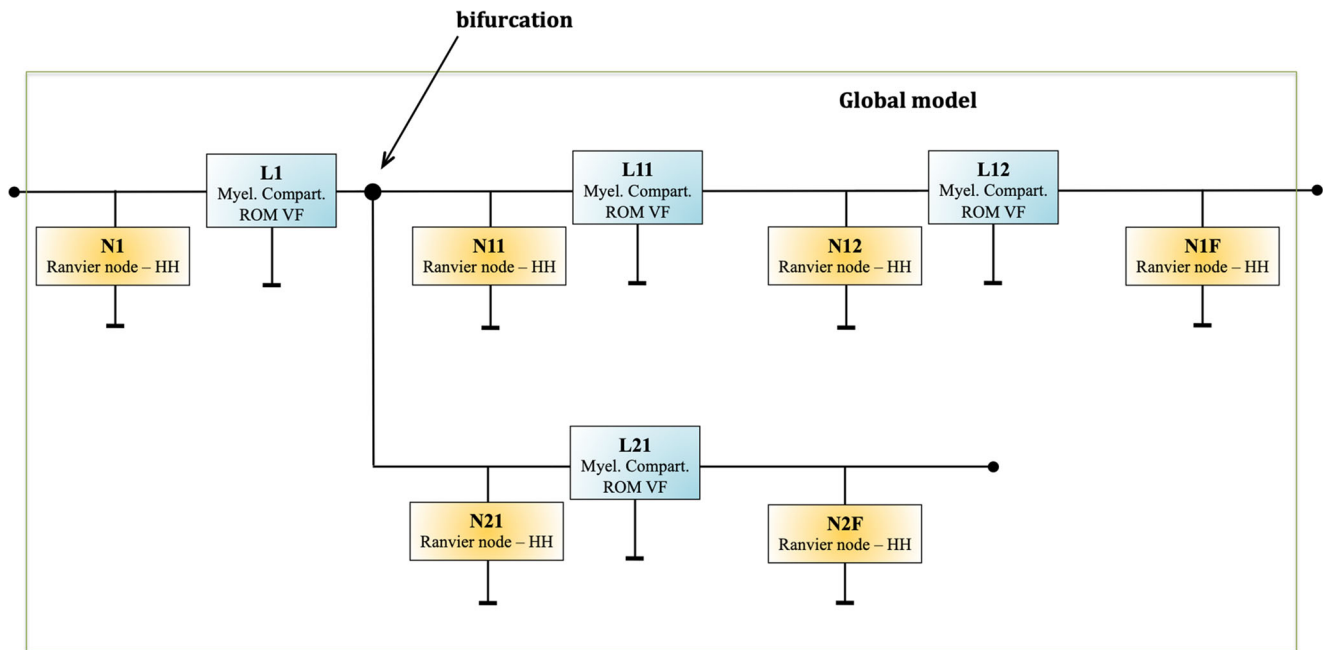 bifurcation
Global model
L1
Myel. Compart.
ROM VF
L11
Myel. Compart.
ROM VF
L12
Myel. Compart.
ROM VF
N1
Ranvier node – HH
N11
Ranvier node – HH
N12
Ranvier node – HH
N1F
Ranvier node – HH
L21
Myel. Compart.
ROM VF
N21
Ranvier node – HH
N2F
Ranvier node – HH